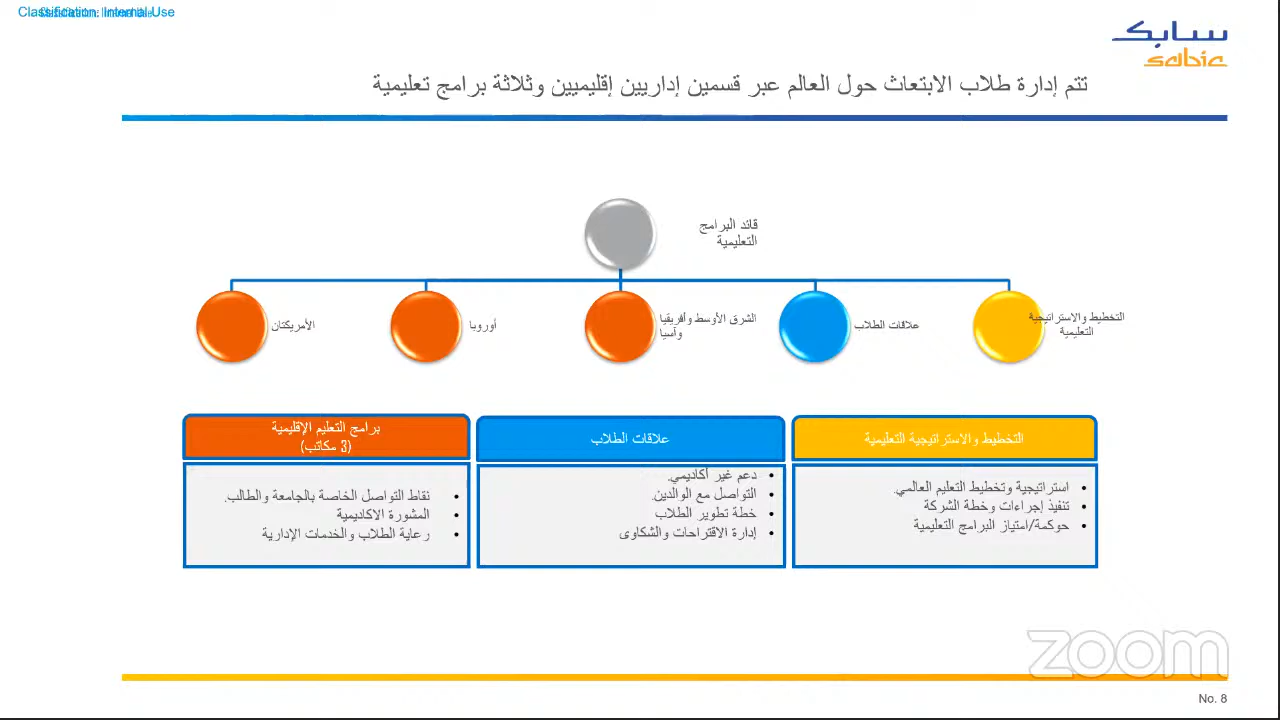 Classification: Internal Use
سابک
sabic
تتم إدارة طلاب الابتعاث حول العالم عبر قسمين إداريين إقليميين وثلاثة برامج تعليمية
قائد البرامج
التعليمية
التخطيط والاستراتيجية
التعليمية
علاقات الطلاب
الشرق الأوسط وأفريقيا
وآسيا
أوروبا
الأمريكتان
التخطيط والاستراتيجية التعليمية
استراتيجية وتخطيط التعليم العالمي.
تنفيذ إجراءات وخطة الشركة
حوكمة/امتياز البرامج التعليمية
علاقات الطلاب
دعم غير أكاديمي.
التواصل مع الوالدين.
خطة تطوير الطلاب
إدارة الاقتراحات والشكاوى
برامج التعليم الإقليمية
(3 مكاتب)
نقاط التواصل الخاصة بالجامعة والطالب.
المشورة الاكاديمية
رعاية الطلاب والخدمات الإدارية
zoom
No. 8